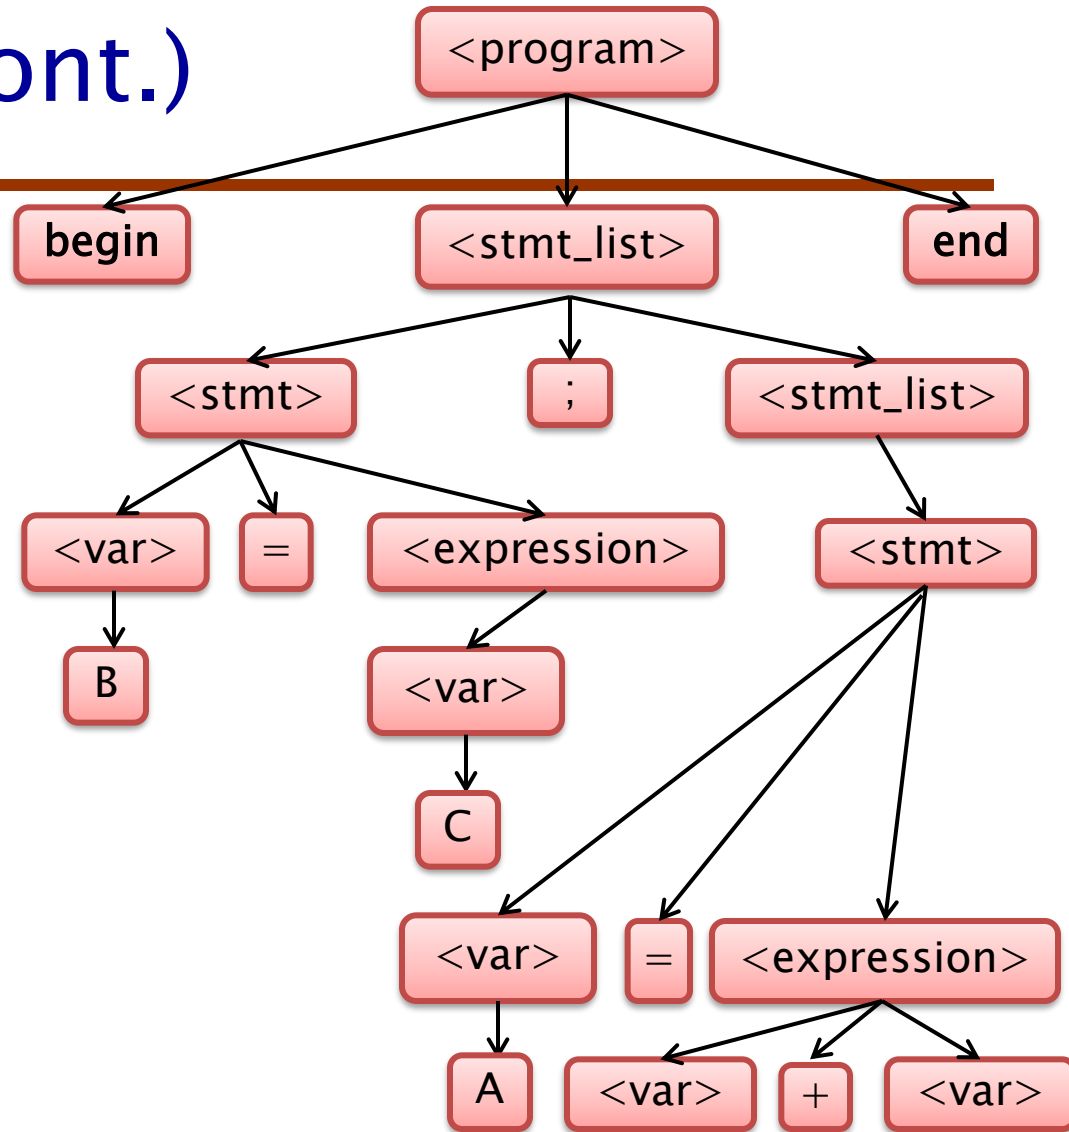 ont.)
<program>
begin
<stmt_list>
end
<stmt>
;
<stmt_list>
<var>
=
<expression>
<stmt>
B
<var>
C
<var>
=
<expression>
A
<var>
+
<var>